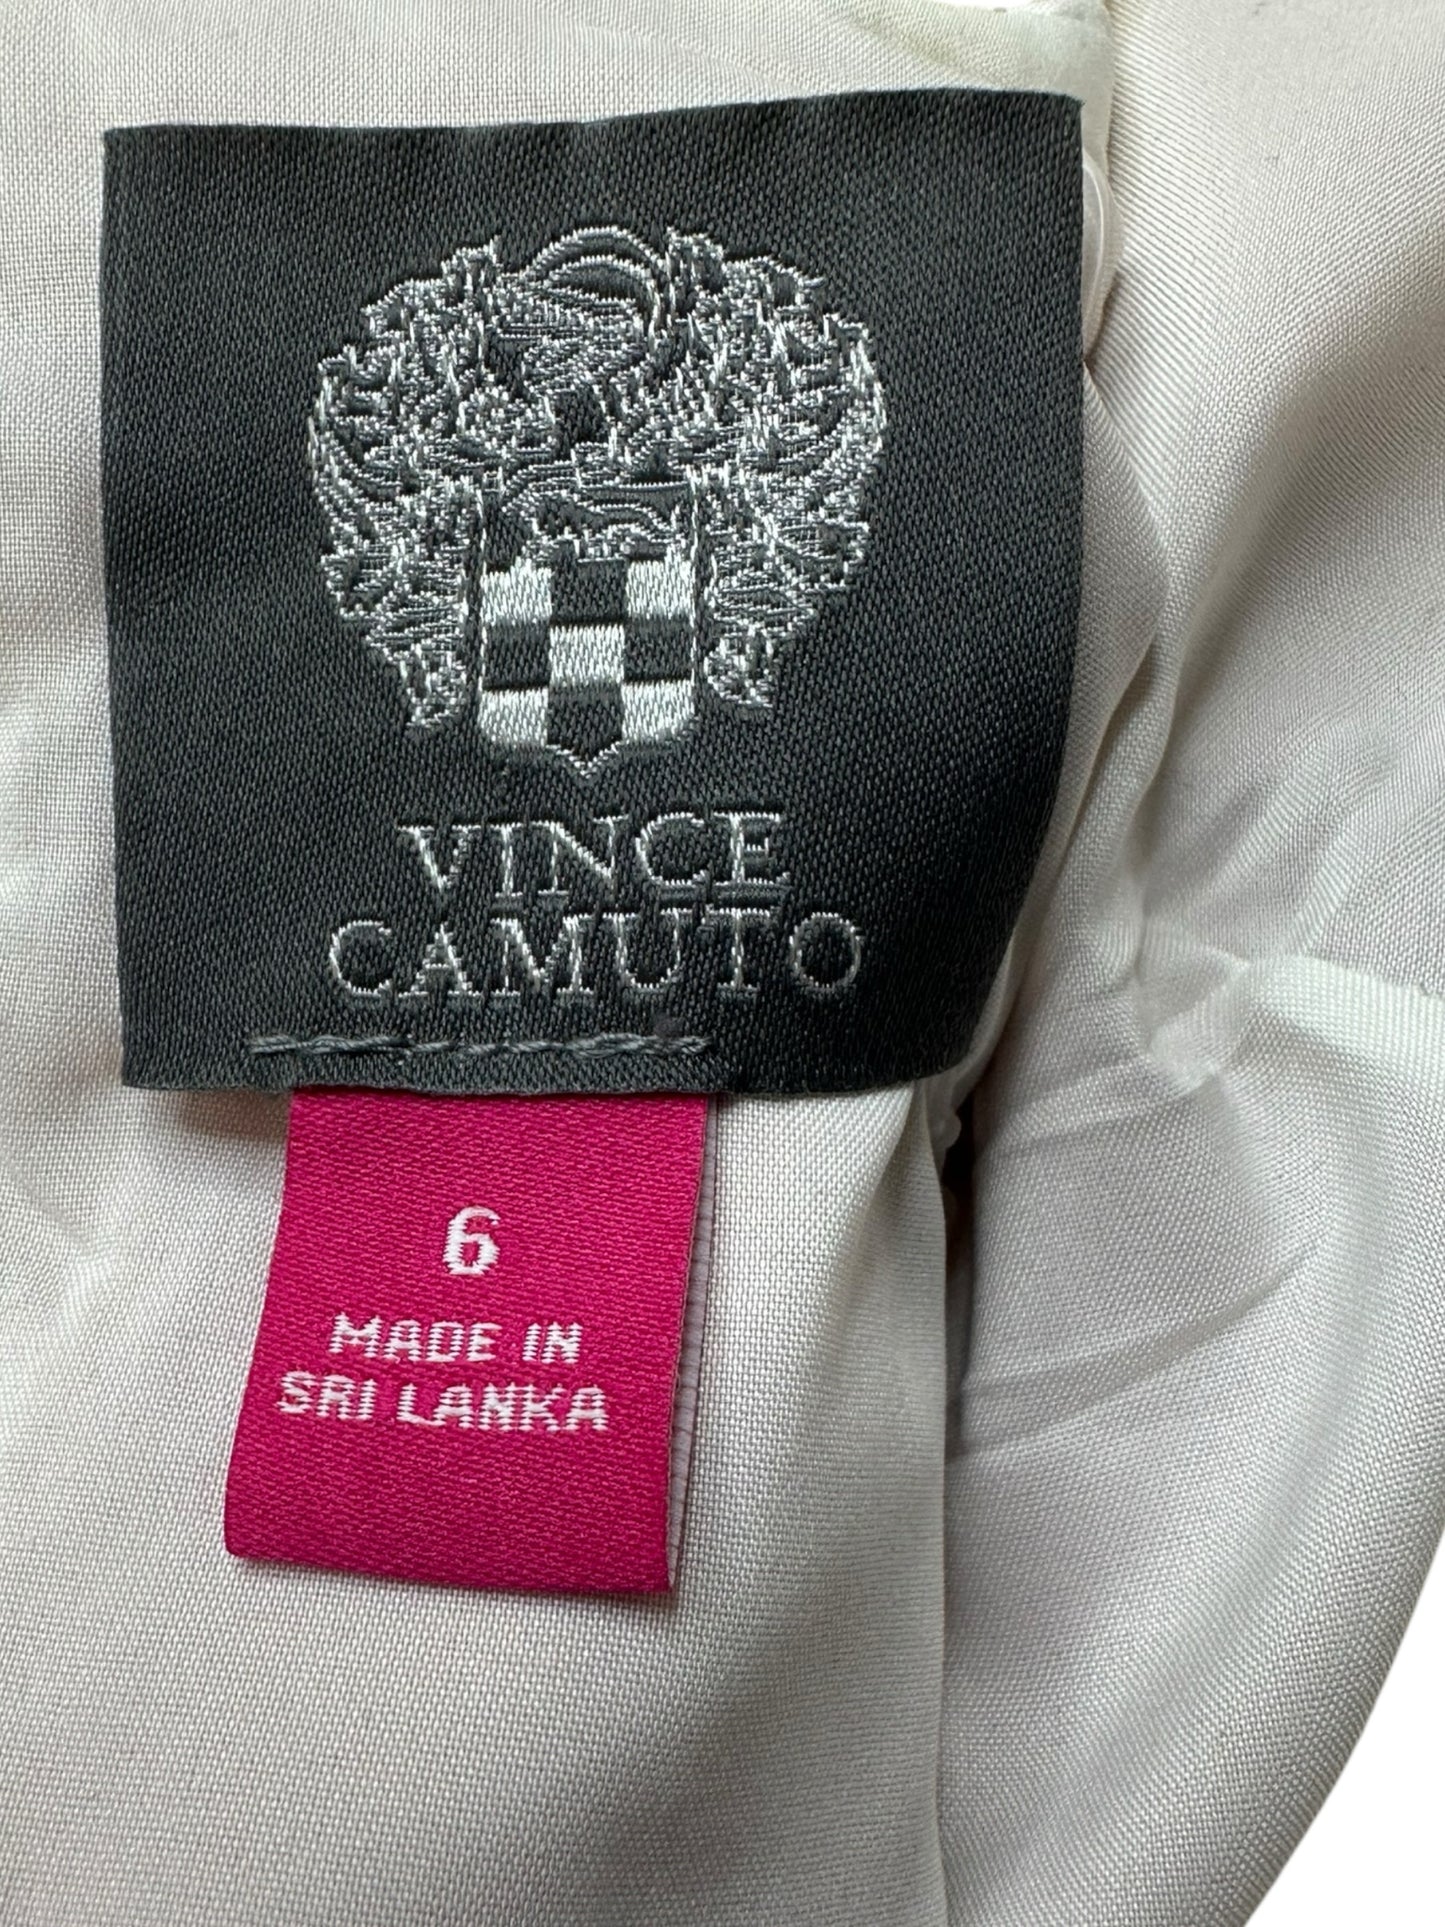 VINCE
CAMUTO
6
MADE IN
SRI LANKA